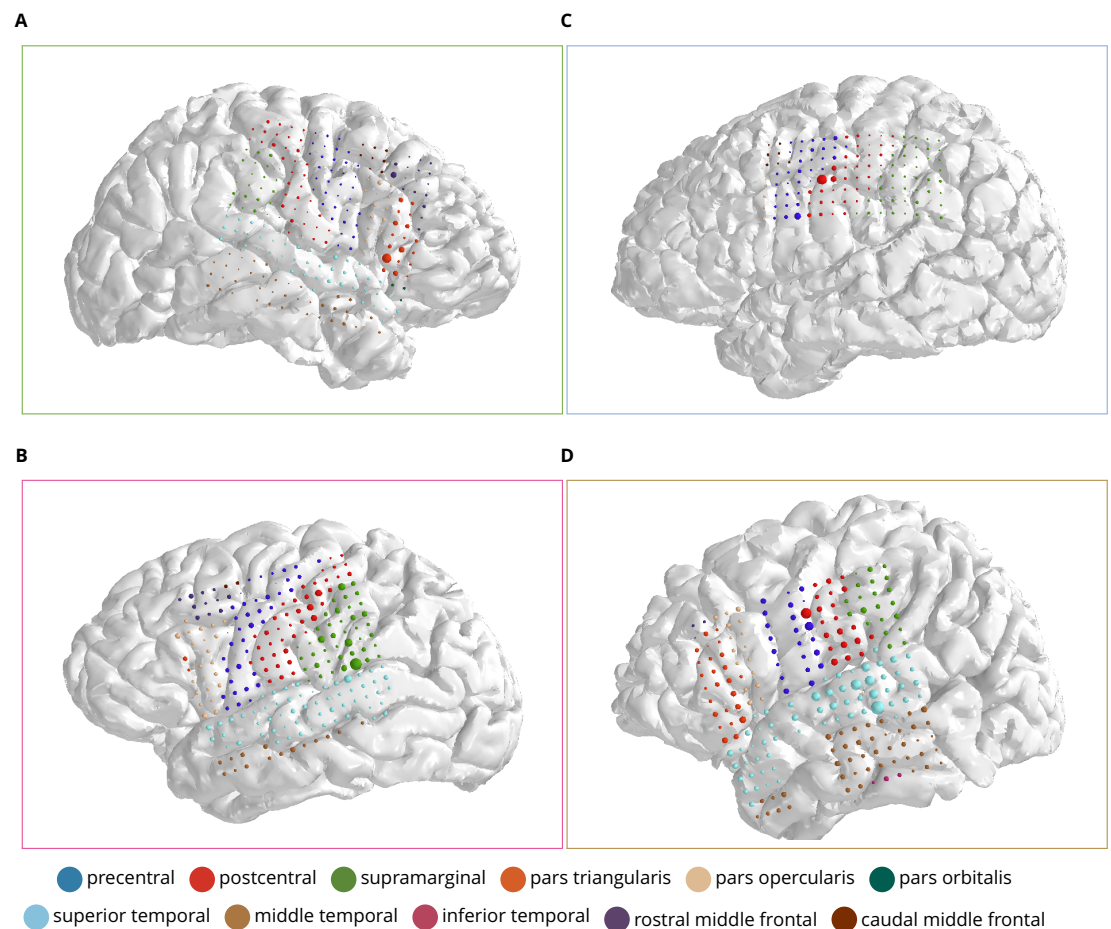 A
C
B
D
precentral postcentral supramarginal pars triangularis pars opercularis pars orbitalis
superior temporal middle temporal inferior temporal rostral middle frontal caudal middle frontal